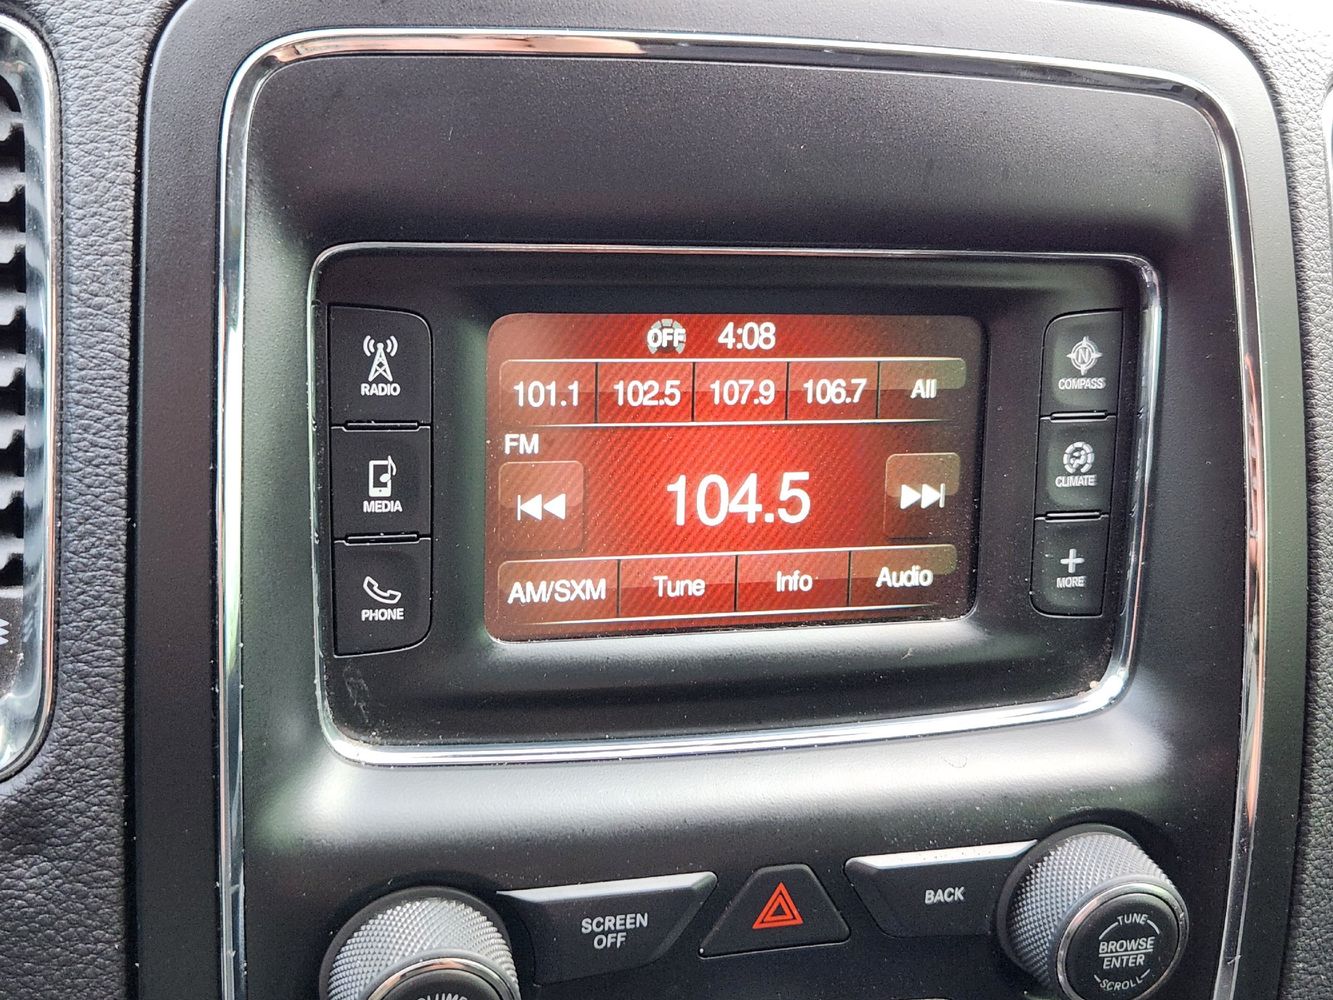 OFF 4:08
101.1 102.5 107.9 106.7 All
FM
104.5
AM/SXM Tune Info Audio
RADIO
MEDIA
PHONE
N
COMPASS
CLIMATE
MORE
SCREEN
OFF
BACK
TUNE
BROWSE
ENTER
SCROLL
VOLUME